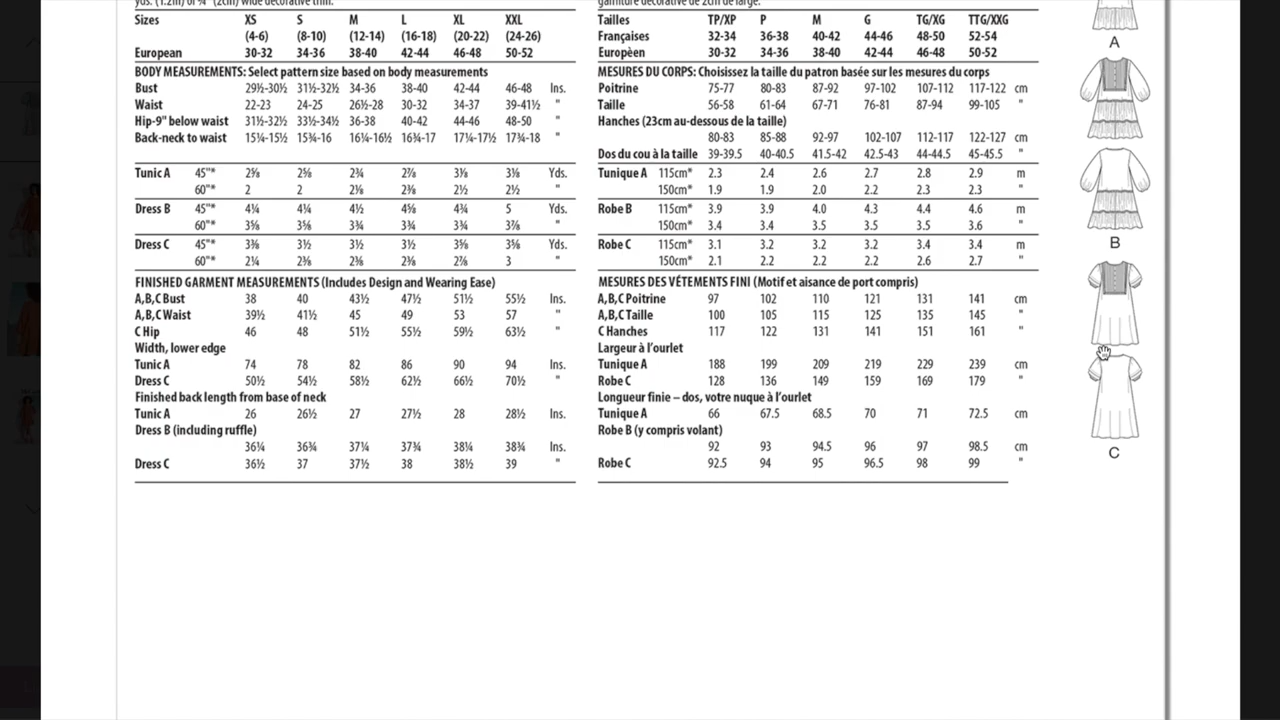 yds. (1.2m) of ¾" (2cm) wide decorative trim.
Sizes XS S M L XL XXL
(4-6) (8-10) (12-14) (16-18) (20-22) (24-26)
European 30-32 34-36 38-40 42-44 46-48 50-52
BODY MEASUREMENTS: Select pattern size based on body measurements
Bust 29½-30½ 31½-32½ 34-36 38-40 42-44 46-48 Ins.
Waist 22-23 24-25 26½-28 30-32 34-37 39-41½ "
Hip-9" below waist 31½-32½ 33½-34½ 36-38 40-42 44-46 48-50 "
Back-neck to waist 15¼-15½ 15¾-16 16¼-16½ 16¾-17 17¼-17½ 17¾-18 "
Tunic A 45"* 2⅝ 2⅝ 2¾ 2⅞ 3⅛ 3⅛ Yds.
60"* 2 2 2⅛ 2⅜ 2½ 2½ "
Dress B 45"* 4¼ 4¼ 4½ 4⅝ 4¾ 5 Yds.
60"* 3⅝ 3⅝ 3¾ 3¾ 3¾ 3⅞ "
Dress C 45"* 3⅜ 3½ 3½ 3½ 3⅝ 3⅝ Yds.
60"* 2¼ 2⅜ 2⅜ 2⅜ 2⅞ 3 "
FINISHED GARMENT MEASUREMENTS (Includes Design and Wearing Ease)
A,B,C Bust 38 40 43½ 47½ 51½ 55½ Ins.
A,B,C Waist 39½ 41½ 45 49 53 57 "
C Hip 46 48 51½ 55½ 59½ 63½ "
Width, lower edge
Tunic A 74 78 82 86 90 94 Ins.
Dress C 50½ 54½ 58½ 62½ 66½ 70½ "
Finished back length from base of neck
Tunic A 26 26½ 27 27½ 28 28½ Ins.
Dress B (including ruffle)
36¼ 36¾ 37¼ 37¾ 38¼ 38¾ Ins.
Dress C 36½ 37 37½ 38 38½ 39 "
garniture décorative de 2cm de large.
Tailles TP/XP P M G TG/XG TTG/XXG
Françaises 32-34 36-38 40-42 44-46 48-50 52-54
Europèen 30-32 34-36 38-40 42-44 46-48 50-52
MESURES DU CORPS: Choisissez la taille du patron basée sur les mesures du corps
Poitrine 75-77 80-83 87-92 97-102 107-112 117-122 cm
Taille 56-58 61-64 67-71 76-81 87-94 99-105 "
Hanches (23cm au-dessous de la taille)
80-83 85-88 92-97 102-107 112-117 122-127 cm
Dos du cou à la taille 39-39.5 40-40.5 41.5-42 42.5-43 44-44.5 45-45.5 "
Tunique A 115cm* 2.3 2.4 2.6 2.7 2.8 2.9 m
150cm* 1.9 1.9 2.0 2.2 2.3 2.3 "
Robe B 115cm* 3.9 3.9 4.0 4.3 4.4 4.6 m
150cm* 3.4 3.4 3.5 3.5 3.5 3.6 "
Robe C 115cm* 3.1 3.2 3.2 3.2 3.4 3.4 m
150cm* 2.1 2.2 2.2 2.2 2.6 2.7 "
MESURES DES VÉTEMENTS FINI (Motif et aisance de port compris)
A,B,C Poitrine 97 102 110 121 131 141 cm
A,B,C Taille 100 105 115 125 135 145 "
C Hanches 117 122 131 141 151 161 "
Largeur à l'ourlet
Tunique A 188 199 209 219 229 239 cm
Robe C 128 136 149 159 169 179 "
Longueur finie – dos, votre nuque à l'ourlet
Tunique A 66 67.5 68.5 70 71 72.5 cm
Robe B (y compris volant)
92 93 94.5 96 97 98.5 cm
Robe C 92.5 94 95 96.5 98 99 "
A
B
C